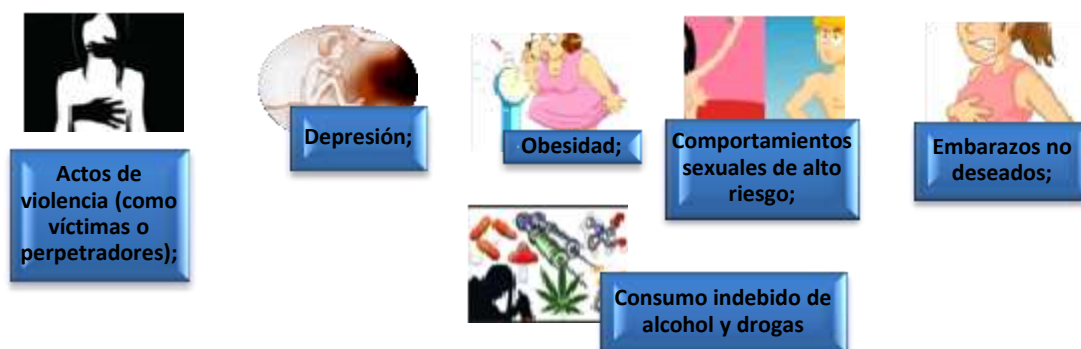 Actos de
violencia (como
víctimas o
perpetradores);
Depresión;
Obesidad;
Comportamientos
sexuales de alto
riesgo;
Embarazos no
deseados;
Consumo indebido de
alcohol y drogas